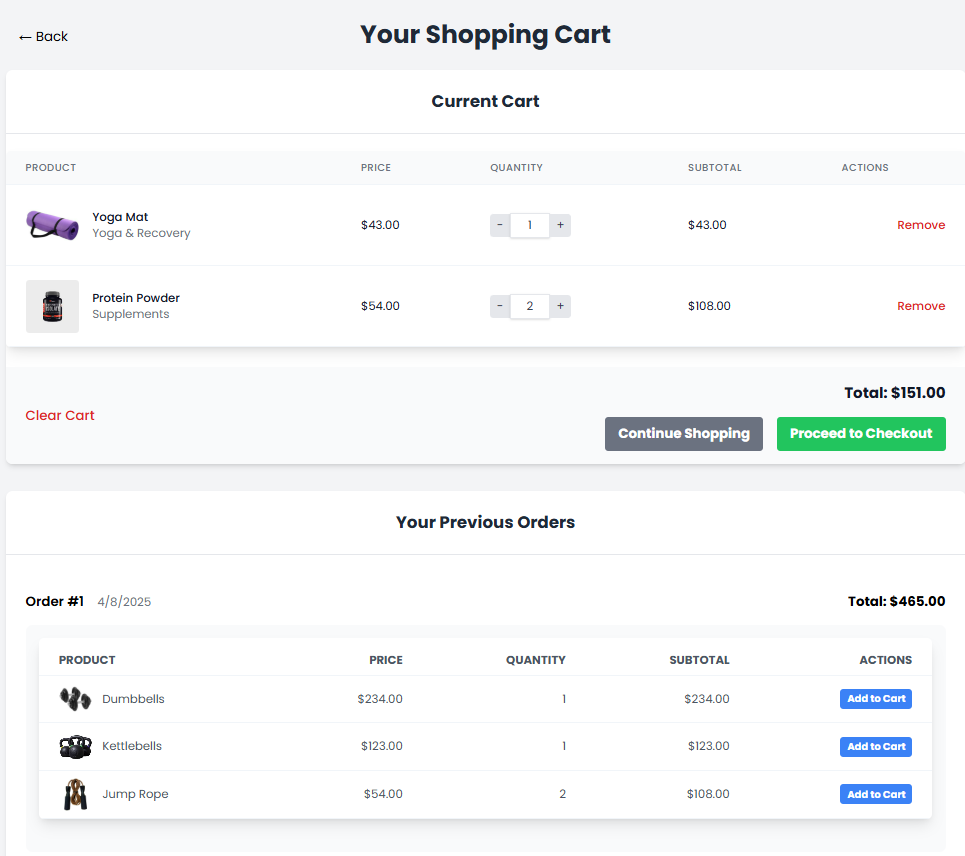 ← Back
Your Shopping Cart
Current Cart
PRODUCT PRICE QUANTITY SUBTOTAL ACTIONS
Yoga Mat
Yoga & Recovery
$43.00 - 1 + $43.00 Remove
Protein Powder
Supplements
$54.00 - 2 + $108.00 Remove
Total: $151.00
Clear Cart
Continue Shopping Proceed to Checkout
Your Previous Orders
Order #1 4/8/2025 Total: $465.00
PRODUCT PRICE QUANTITY SUBTOTAL ACTIONS
Dumbbells $234.00 1 $234.00 Add to Cart
Kettlebells $123.00 1 $123.00 Add to Cart
Jump Rope $54.00 2 $108.00 Add to Cart